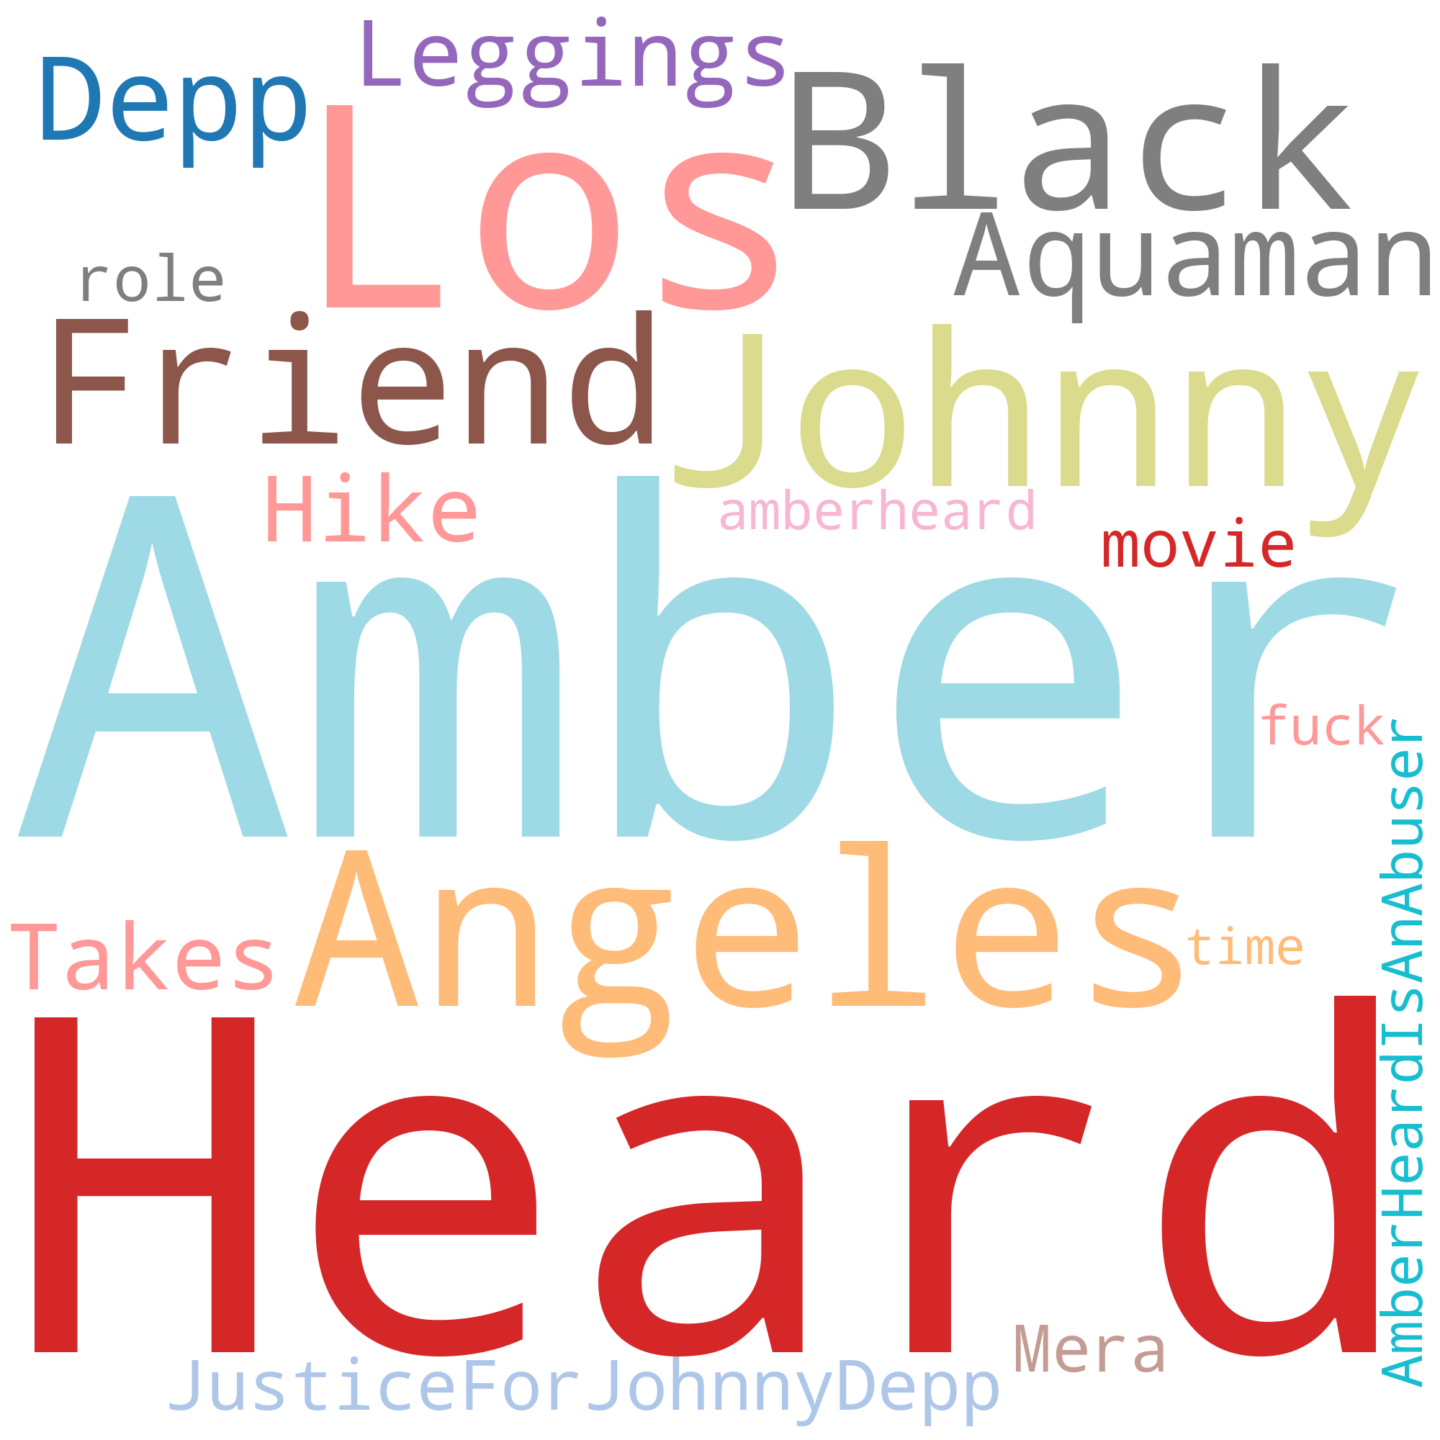 Leggings
Depp
Los
Black
Aquaman
role
Friend
Johnny
Hike
amberheard
movie
Amber
fuck
AmberHeardIsAnAbuser
Angeles
Takes
time
Heard
Mera
JusticeForJohnnyDepp